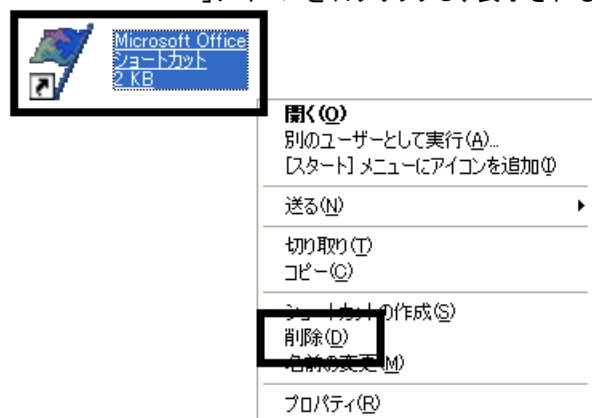 Microsoft Office
ショートカット
2 KB
開く(O)
別のユーザーとして実行(A)...
[スタート] メニューにアイコンを追加(I)
送る(N)
切り取り(T)
コピー(C)
ショートカットの作成(S)
削除(D)
名前の変更(M)
プロパティ(R)